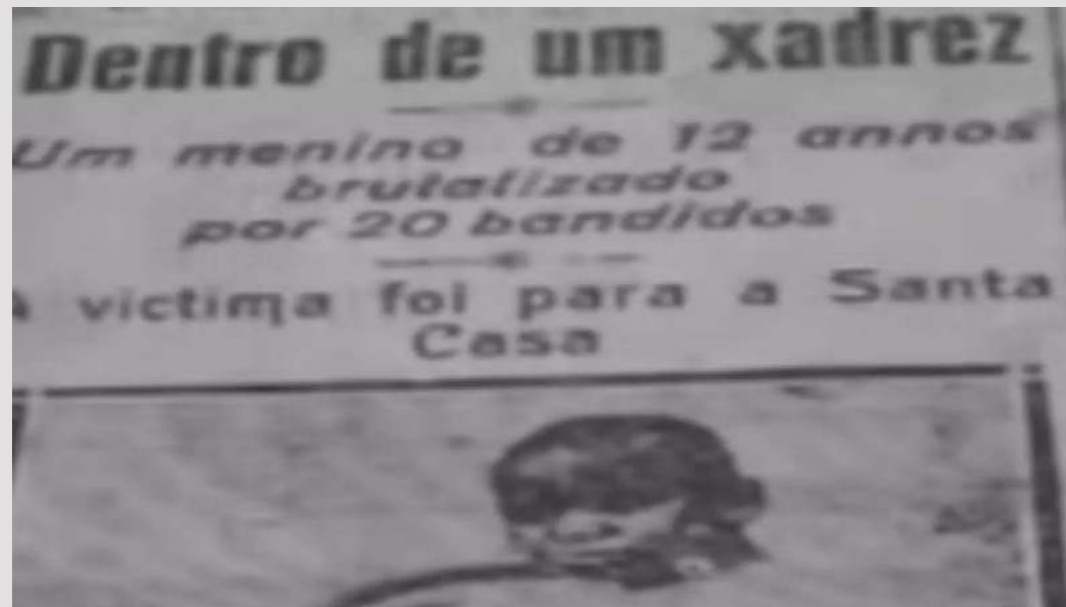 Dentro de um xadrez
Um menino de 12 annos
brutalizado
por 20 bandidos
A victima foi para a Santa
Casa